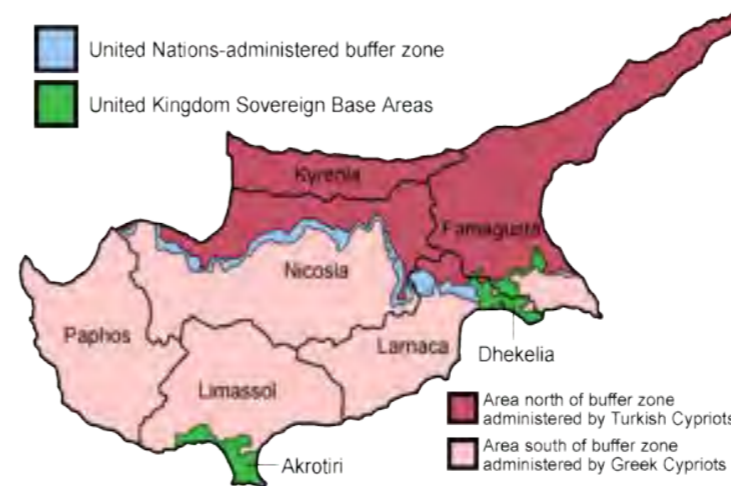 United Nations-administered buffer zone
United Kingdom Sovereign Base Areas
Kyrenia
Famagusta
Nicosia
Paphos
Larnaca
Limassol
Dhekelia
Akrotiri
Area north of buffer zone
administered by Turkish Cypriots
Area south of buffer zone
administered by Greek Cypriots